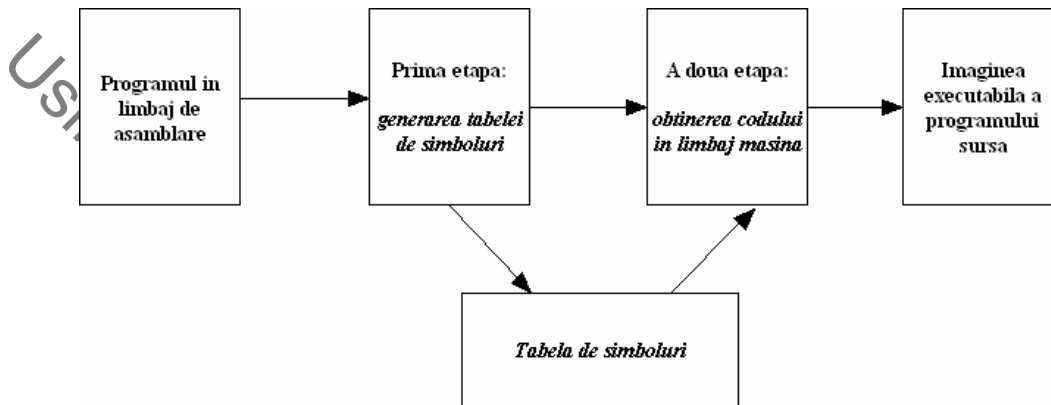 Programul in
limbaj de
asamblare
Prima etapa:
generarea tabelei
de simboluri
A doua etapa:
obtinerea codului
in limbaj masina
Imaginea
executabila a
programului
sursa
Tabela de simboluri